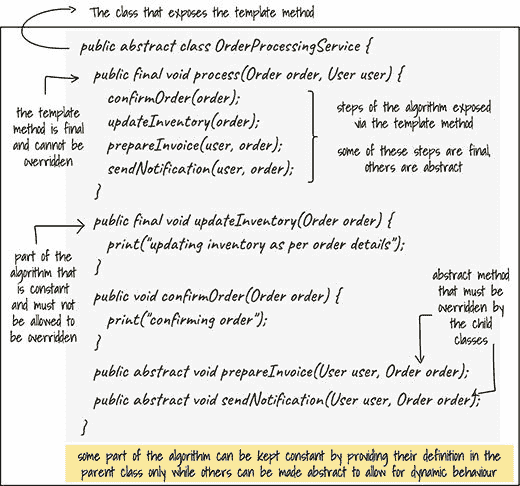 The class that exposes the template method
public abstract class OrderProcessingService {
public final void process(Order order, User user) {
confirmOrder(order);
updateInventory(order);
prepareInvoice(user, order);
sendNotification(user, order);
}
the template
method is final
and cannot be
overridden
steps of the algorithm exposed
via the template method
some of these steps are final,
others are abstract
public final void updateInventory(Order order) {
print("updating inventory as per order details");
}
part of the
algorithm that
is constant
and must not
be allowed to
be overridden
public void confirmOrder(Order order) {
print("confirming order");
}
abstract method
that must be
overridden by
the child
classes
public abstract void prepareInvoice(User user, Order order);
public abstract void sendNotification(User user, Order order);
}
some part of the algorithm can be kept constant by providing their definition in the
parent class only while others can be made abstract to allow for dynamic behaviour